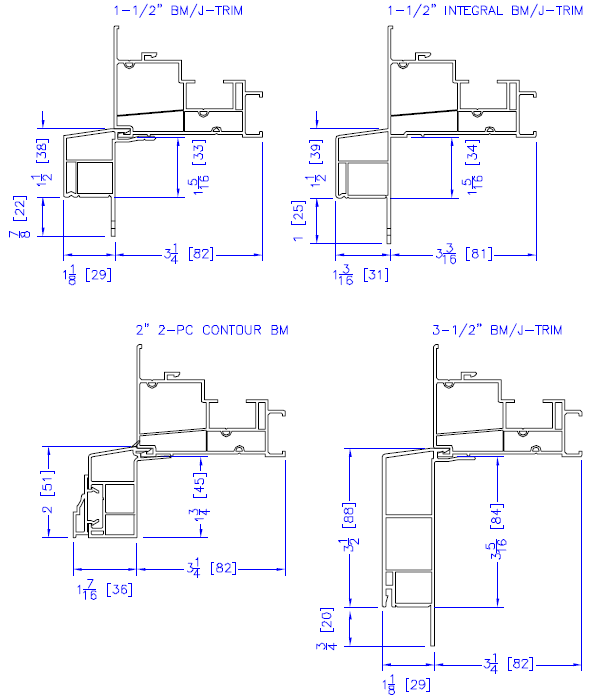 1-1/2" BM/J-TRIM
1-1/2" INTEGRAL BM/J-TRIM
1 1/2 [38]
1 5/16 [33]
7/8 [22]
3 1/4 [82]
1 1/8 [29]
1 1/2 [39]
1 5/16 [34]
1 [25]
3 3/16 [81]
1 3/16 [31]
2" 2-PC CONTOUR BM
3-1/2" BM/J-TRIM
2 [51]
1 3/4 [45]
3 1/4 [82]
1 7/16 [36]
3 1/2 [88]
3 5/16 [84]
3/4 [20]
3 1/4 [82]
1 1/8 [29]